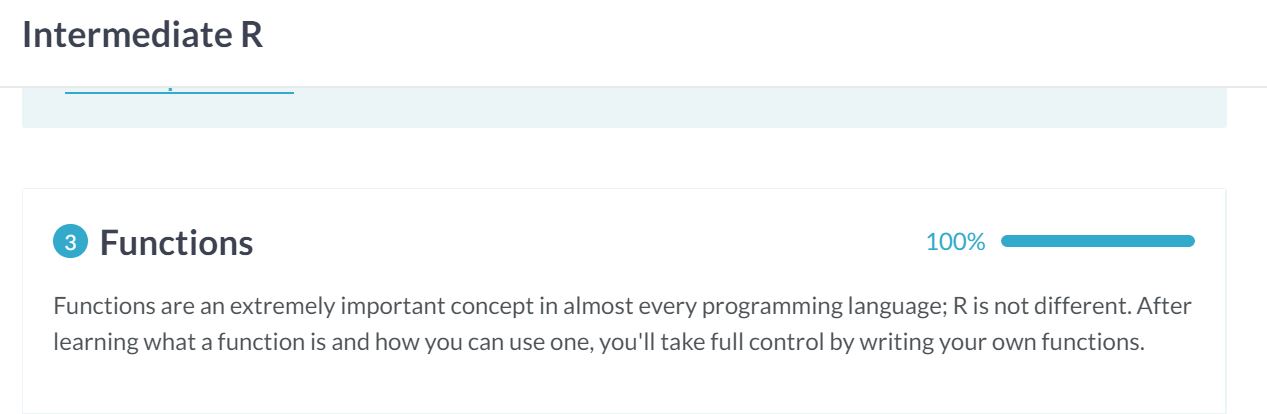 Intermediate R
3 Functions 100%
Functions are an extremely important concept in almost every programming language; R is not different. After
learning what a function is and how you can use one, you'll take full control by writing your own functions.